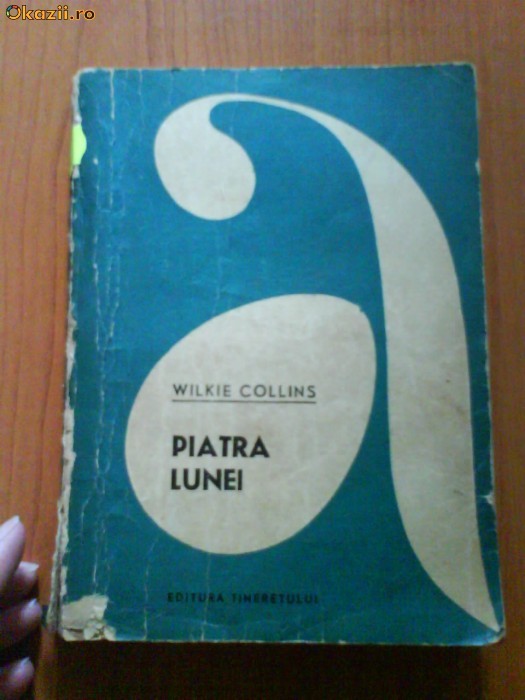 Okazii.ro
WILKIE COLLINS
PIATRA
LUNEI
EDITURA TINERETULUI